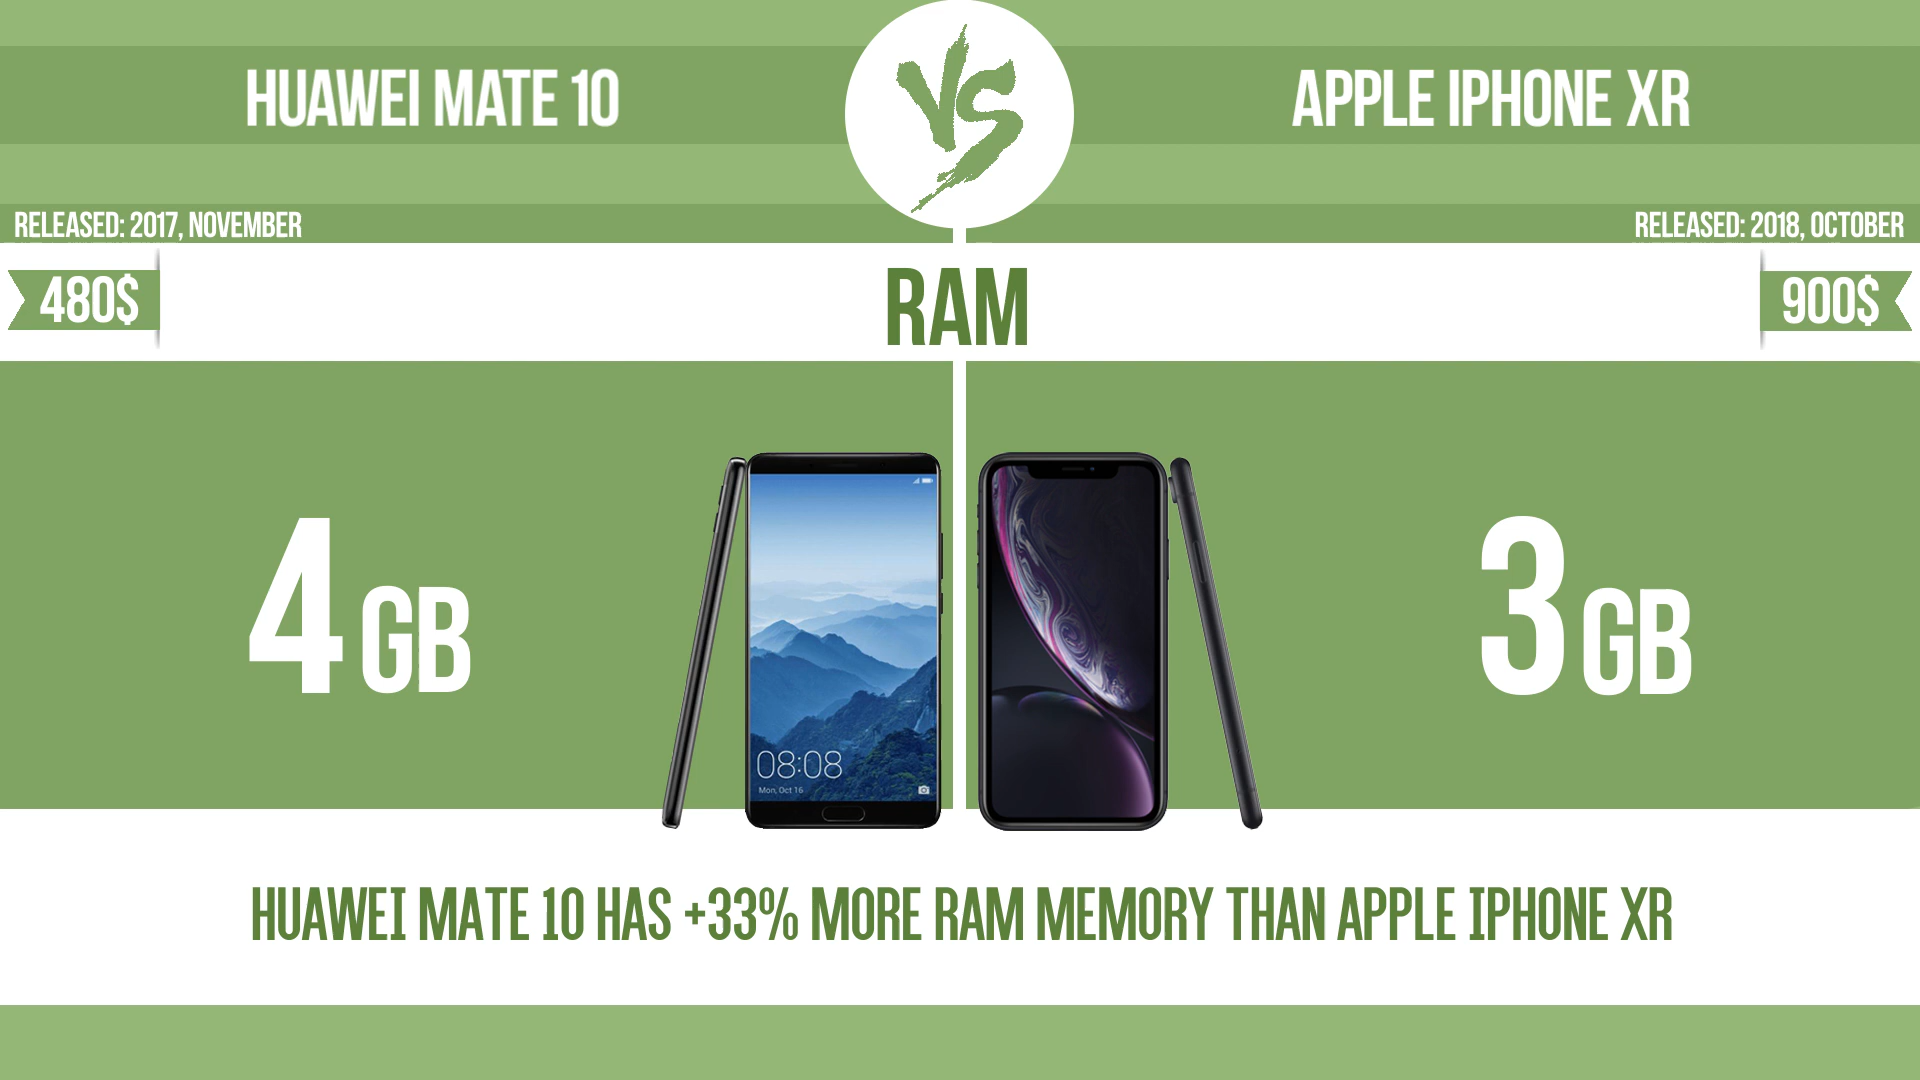 HUAWEI MATE 10
VS
APPLE IPHONE XR
RELEASED: 2017, NOVEMBER
RELEASED: 2018, OCTOBER
480$
RAM
900$
4 GB
3 GB
08:08
Mon, Oct 16
HUAWEI MATE 10 HAS +33% MORE RAM MEMORY THAN APPLE IPHONE XR